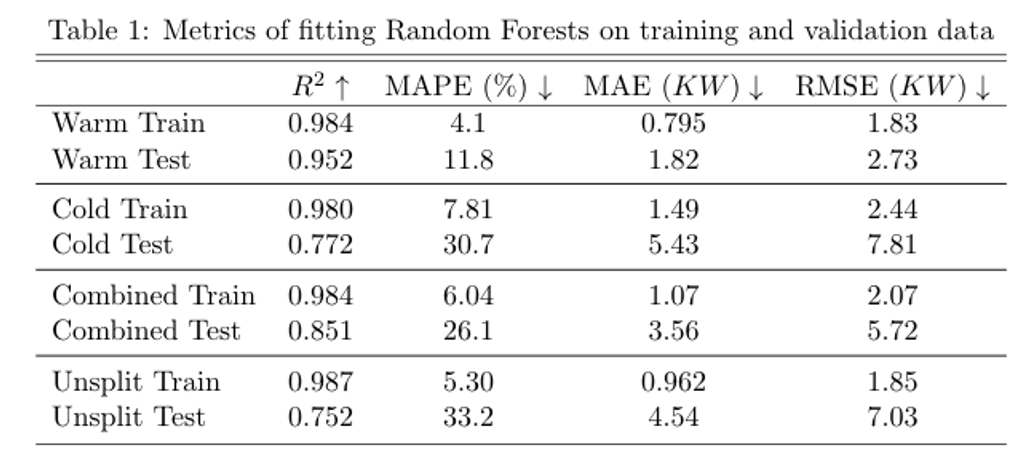 Table 1: Metrics of fitting Random Forests on training and validation data
R² ↑ MAPE (%) ↓ MAE (KW) ↓ RMSE (KW) ↓
Warm Train 0.984 4.1 0.795 1.83
Warm Test 0.952 11.8 1.82 2.73
Cold Train 0.980 7.81 1.49 2.44
Cold Test 0.772 30.7 5.43 7.81
Combined Train 0.984 6.04 1.07 2.07
Combined Test 0.851 26.1 3.56 5.72
Unsplit Train 0.987 5.30 0.962 1.85
Unsplit Test 0.752 33.2 4.54 7.03